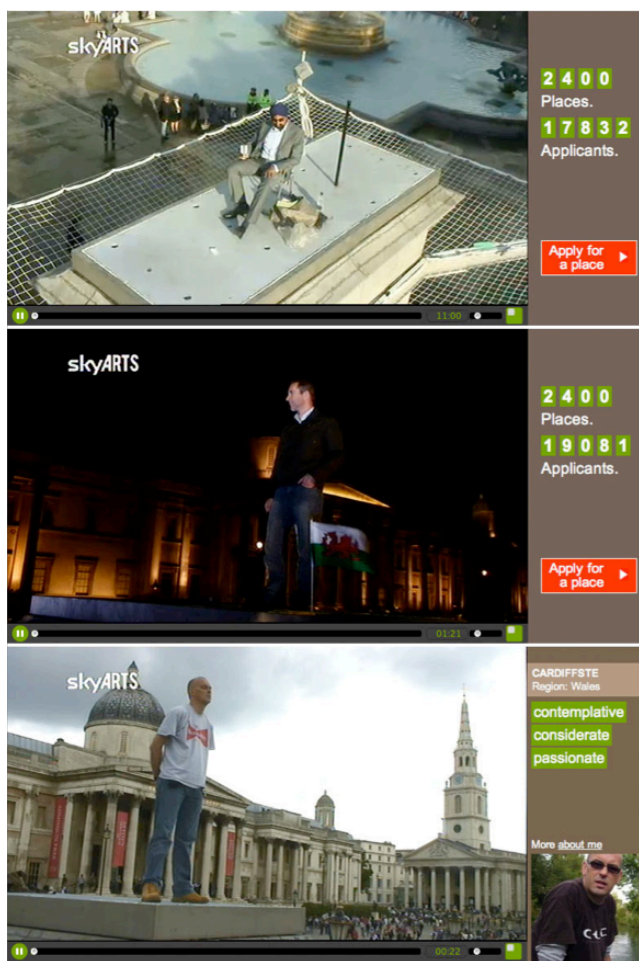 skyARTS
2400
Places.
17832
Applicants.
Apply for
a place
11:00
skyARTS
2400
Places.
19081
Applicants.
Apply for
a place
01:21
skyARTS
CARDIFFSTE
Region: Wales
contemplative
considerate
passionate
More about me
00:22